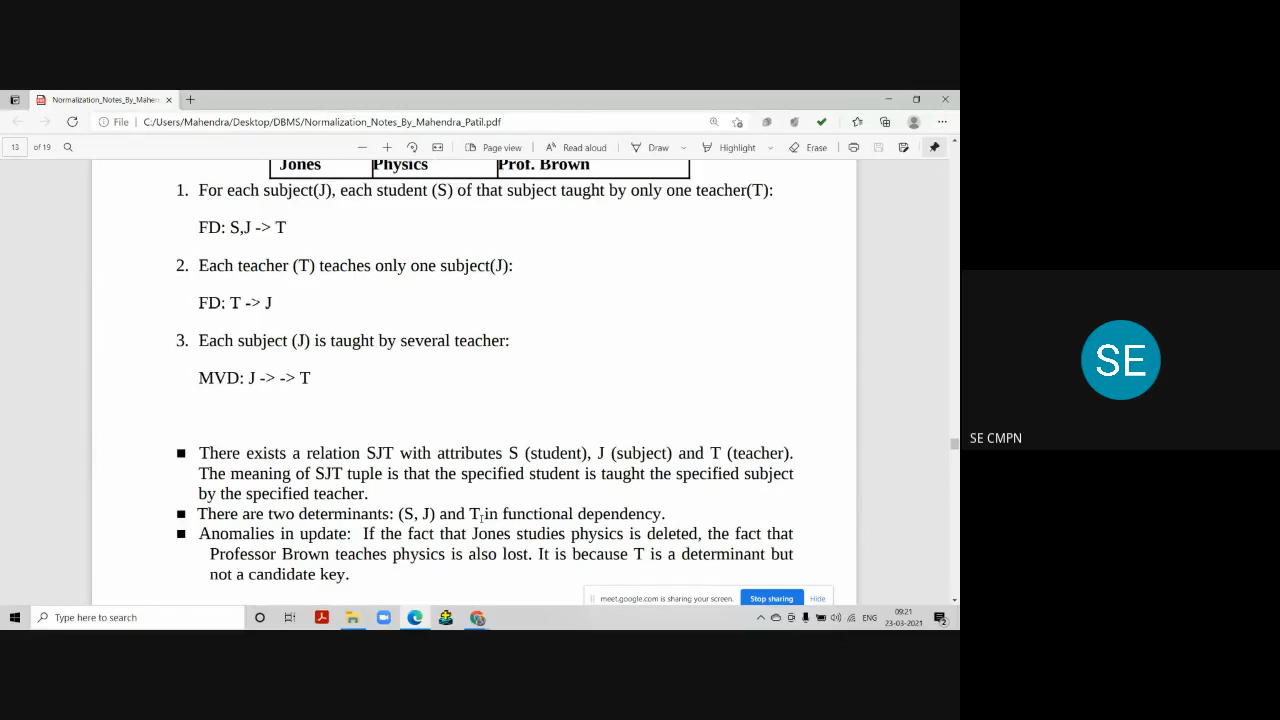 Normalization_Notes_By_Mahen
File
C:/Users/Mahendra/Desktop/DBMS/Normalization_Notes_By_Mahendra_Patil.pdf
13 of 19
Page view
Read aloud
Draw
Highlight
Erase
Jones Physics Prof. Brown
1. For each subject(J), each student (S) of that subject taught by only one teacher(T):
FD: S,J -> T
2. Each teacher (T) teaches only one subject(J):
FD: T -> J
3. Each subject (J) is taught by several teacher:
MVD: J -> -> T
■ There exists a relation SJT with attributes S (student), J (subject) and T (teacher).
The meaning of SJT tuple is that the specified student is taught the specified subject
by the specified teacher.
■ There are two determinants: (S, J) and T in functional dependency.
■ Anomalies in update: If the fact that Jones studies physics is deleted, the fact that
Professor Brown teaches physics is also lost. It is because T is a determinant but
not a candidate key.
meet.google.com is sharing your screen.
Stop sharing
Hide
Type here to search
ENG
09:21
23-03-2021
2
SE
SE CMPN